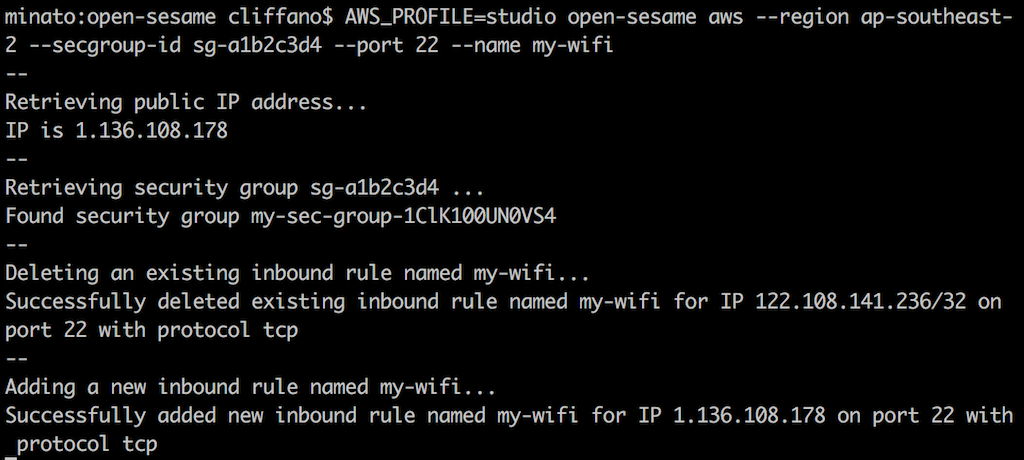 minato:open-sesame cliffano$ AWS_PROFILE=studio open-sesame aws --region ap-southeast-
2 --secgroup-id sg-a1b2c3d4 --port 22 --name my-wifi
--
Retrieving public IP address...
IP is 1.136.108.178
--
Retrieving security group sg-a1b2c3d4 ...
Found security group my-sec-group-1ClK100UN0VS4
--
Deleting an existing inbound rule named my-wifi...
Successfully deleted existing inbound rule named my-wifi for IP 122.108.141.236/32 on
port 22 with protocol tcp
--
Adding a new inbound rule named my-wifi...
Successfully added new inbound rule named my-wifi for IP 1.136.108.178 on port 22 with
 protocol tcp